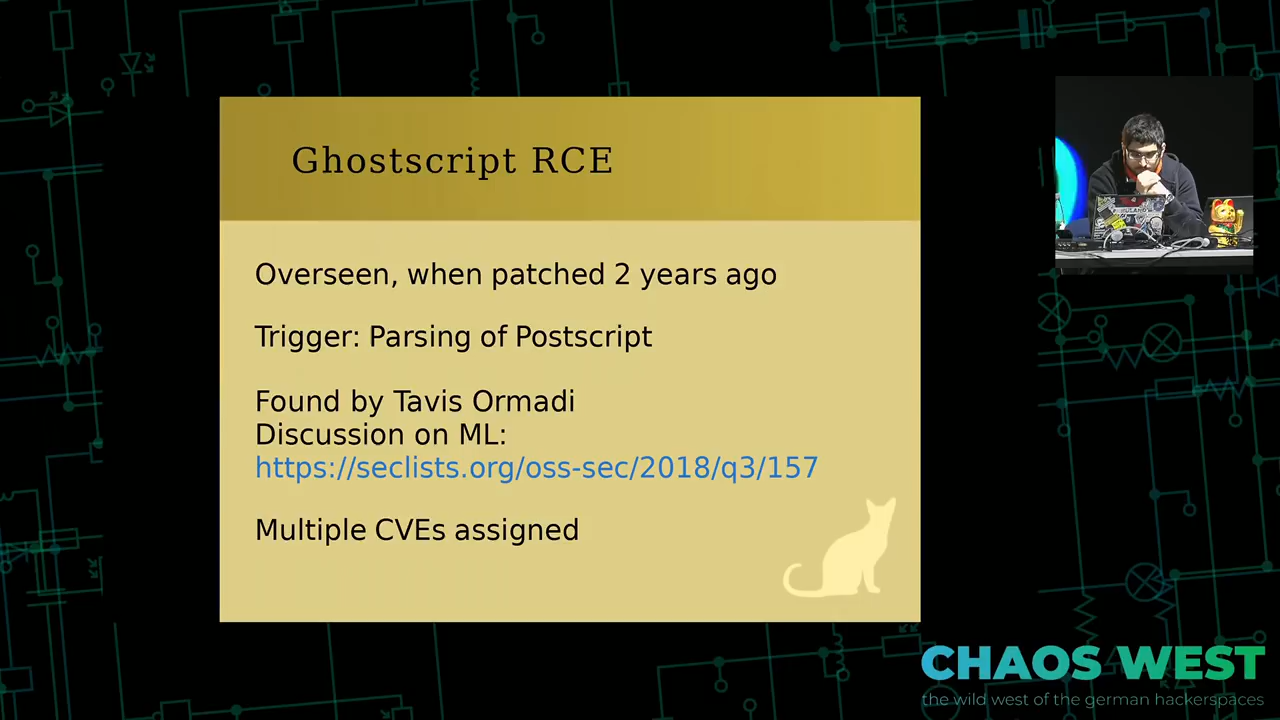 Ghostscript RCE
Overseen, when patched 2 years ago
Trigger: Parsing of Postscript
Found by Tavis Ormadi
Discussion on ML:
https://seclists.org/oss-sec/2018/q3/157
Multiple CVEs assigned
CHAOS WEST
the wild west of the german hackerspaces